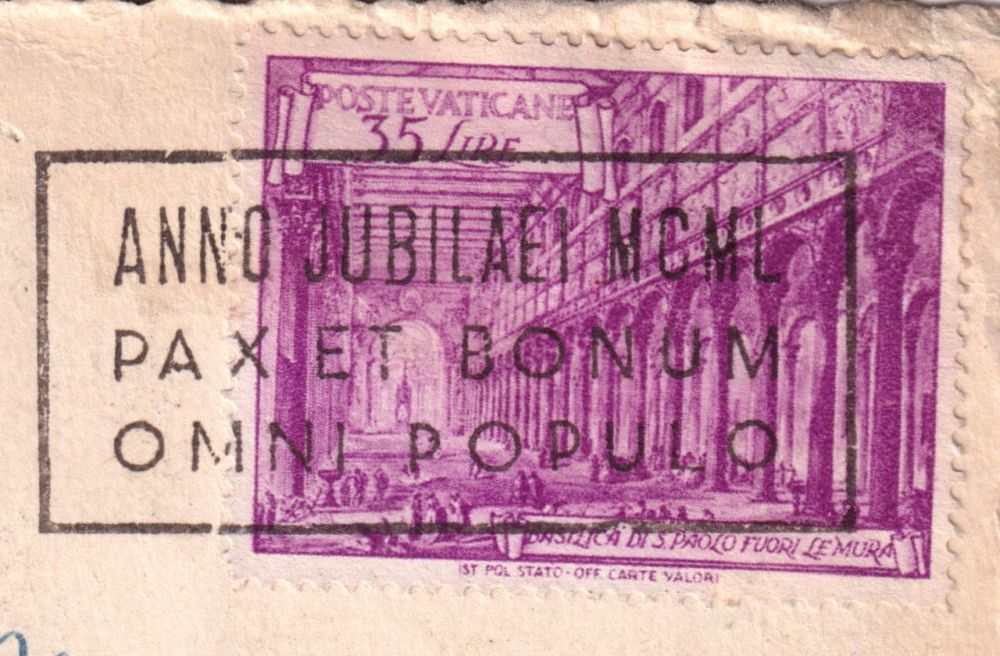 POSTE VATICANE
35 LIRE
ANNO JUBILAEI MCML
PAX ET BONUM
OMNI POPULO
BASILICA DI S. PAOLO FUORI LE MURA
IST POL STATO-OFF. CARTE VALORI